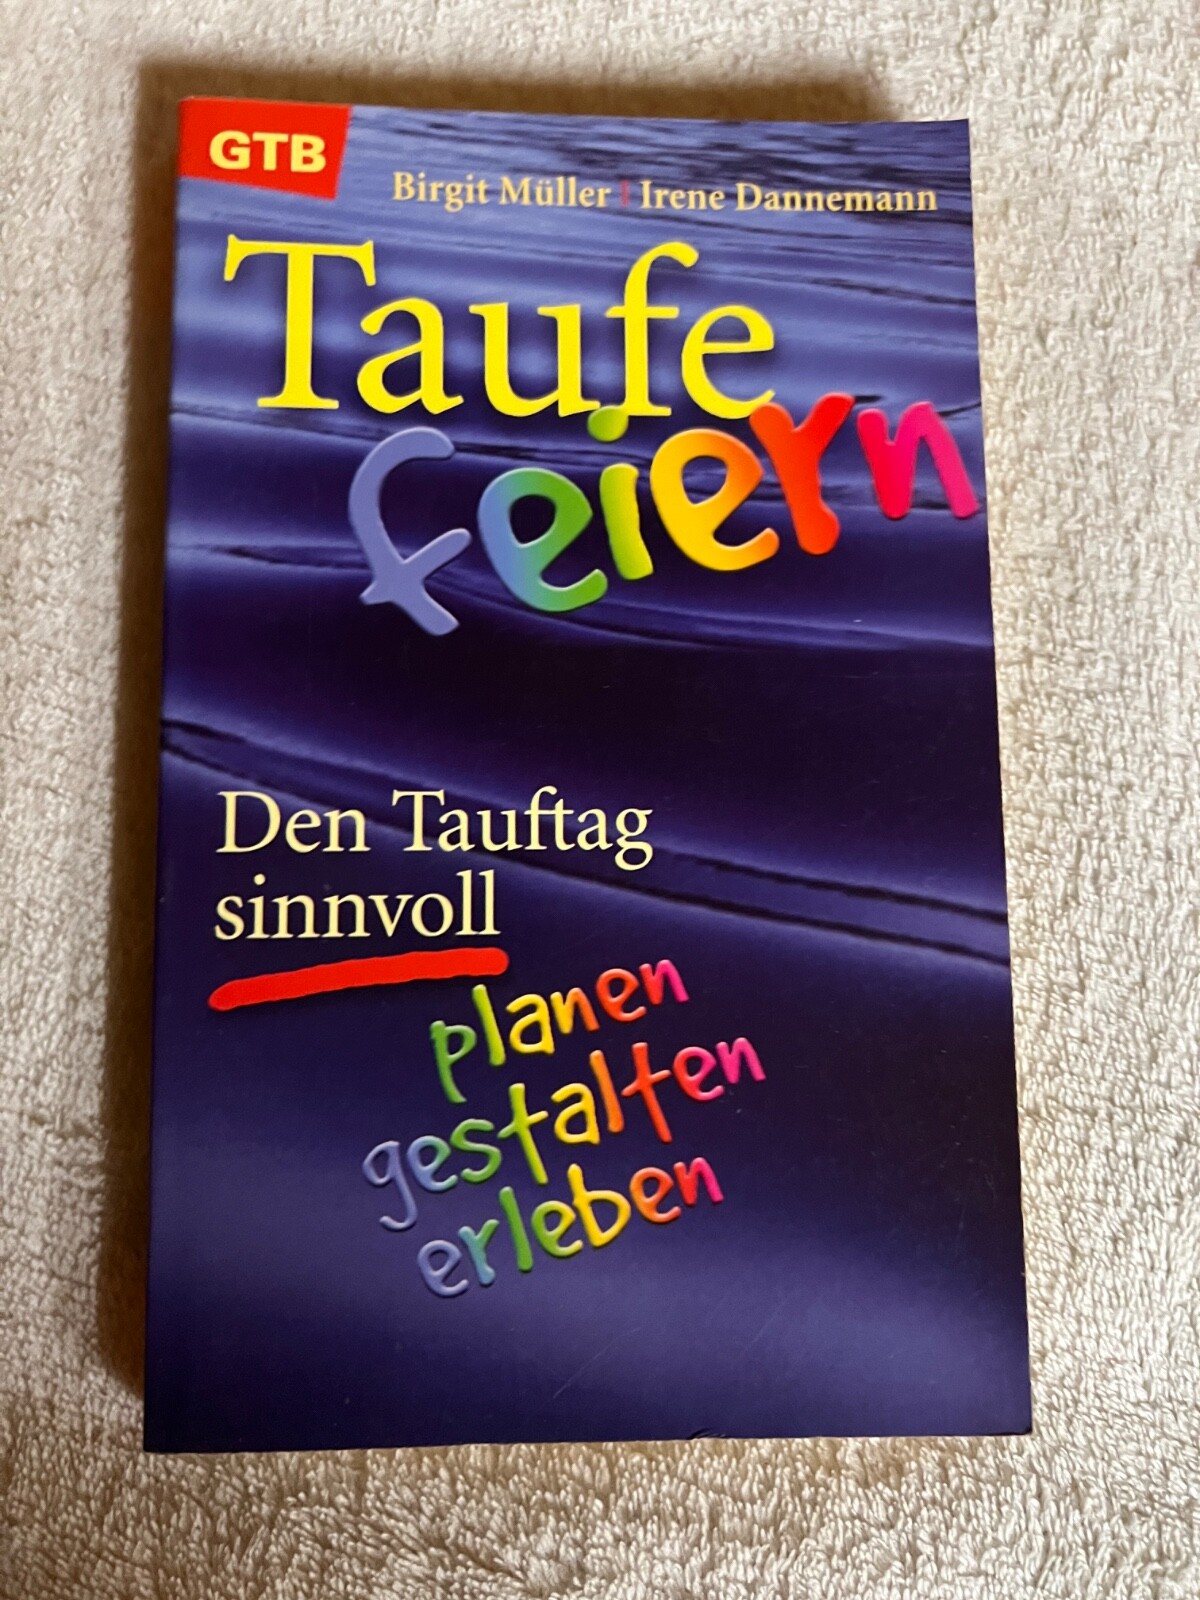 GTB
Birgit Müller | Irene Dannemann
Taufe
feiern
Den Tauftag
sinnvoll
planen
gestalten
erleben